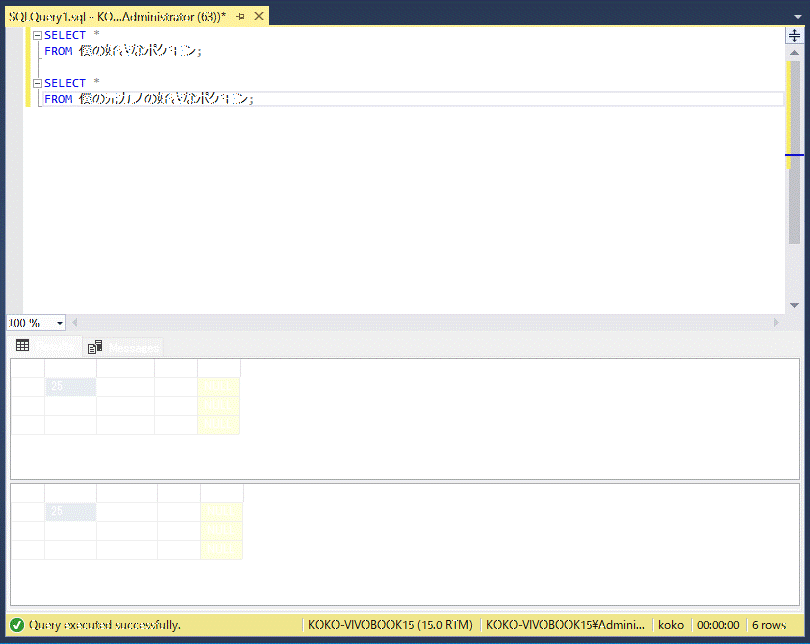 SQLQuery1.sql - KO...Administrator (63))*
SELECT *
FROM 僕の好きなポケモン;
SELECT *
FROM 僕の元カノの好きなポケモン;
100 %
Results Messages
25
25
Query executed successfully.
KOKO-VIVOBOOK15 (15.0 RTM)
KOKO-VIVOBOOK15¥Admini...
koko
00:00:00
6 rows